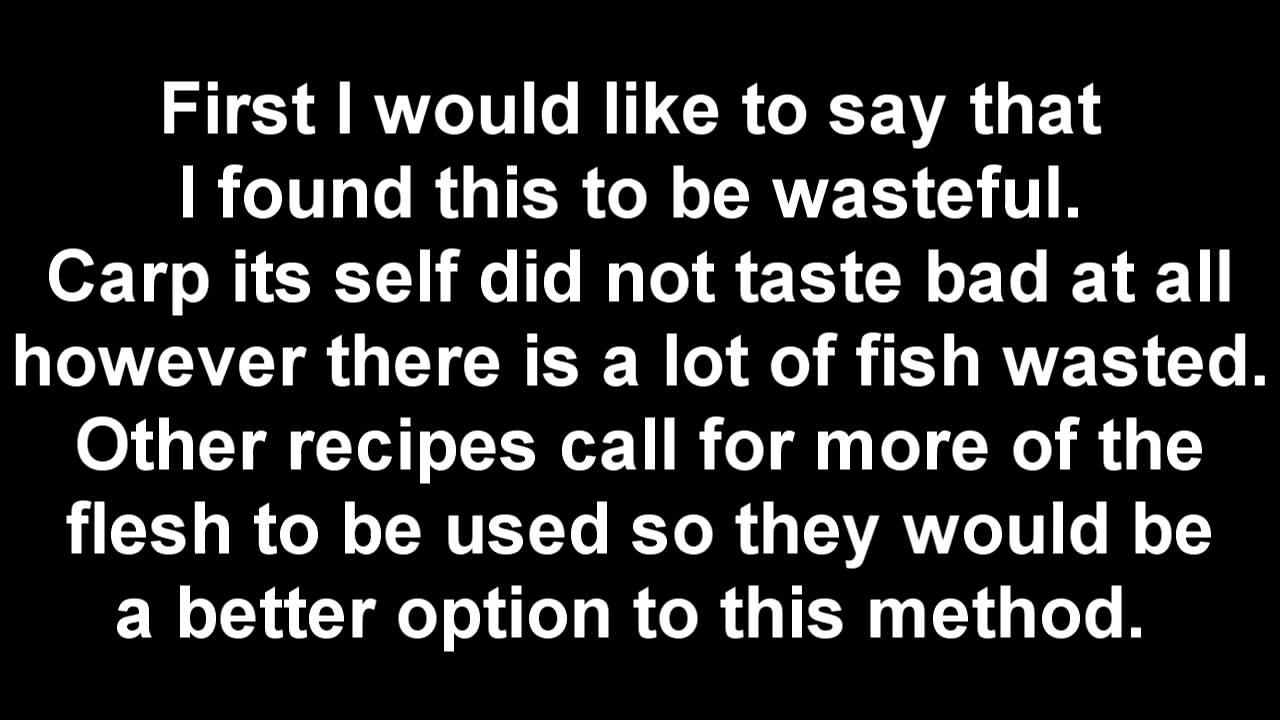 First I would like to say that
I found this to be wasteful.
Carp its self did not taste bad at all
however there is a lot of fish wasted.
Other recipes call for more of the
flesh to be used so they would be
a better option to this method.